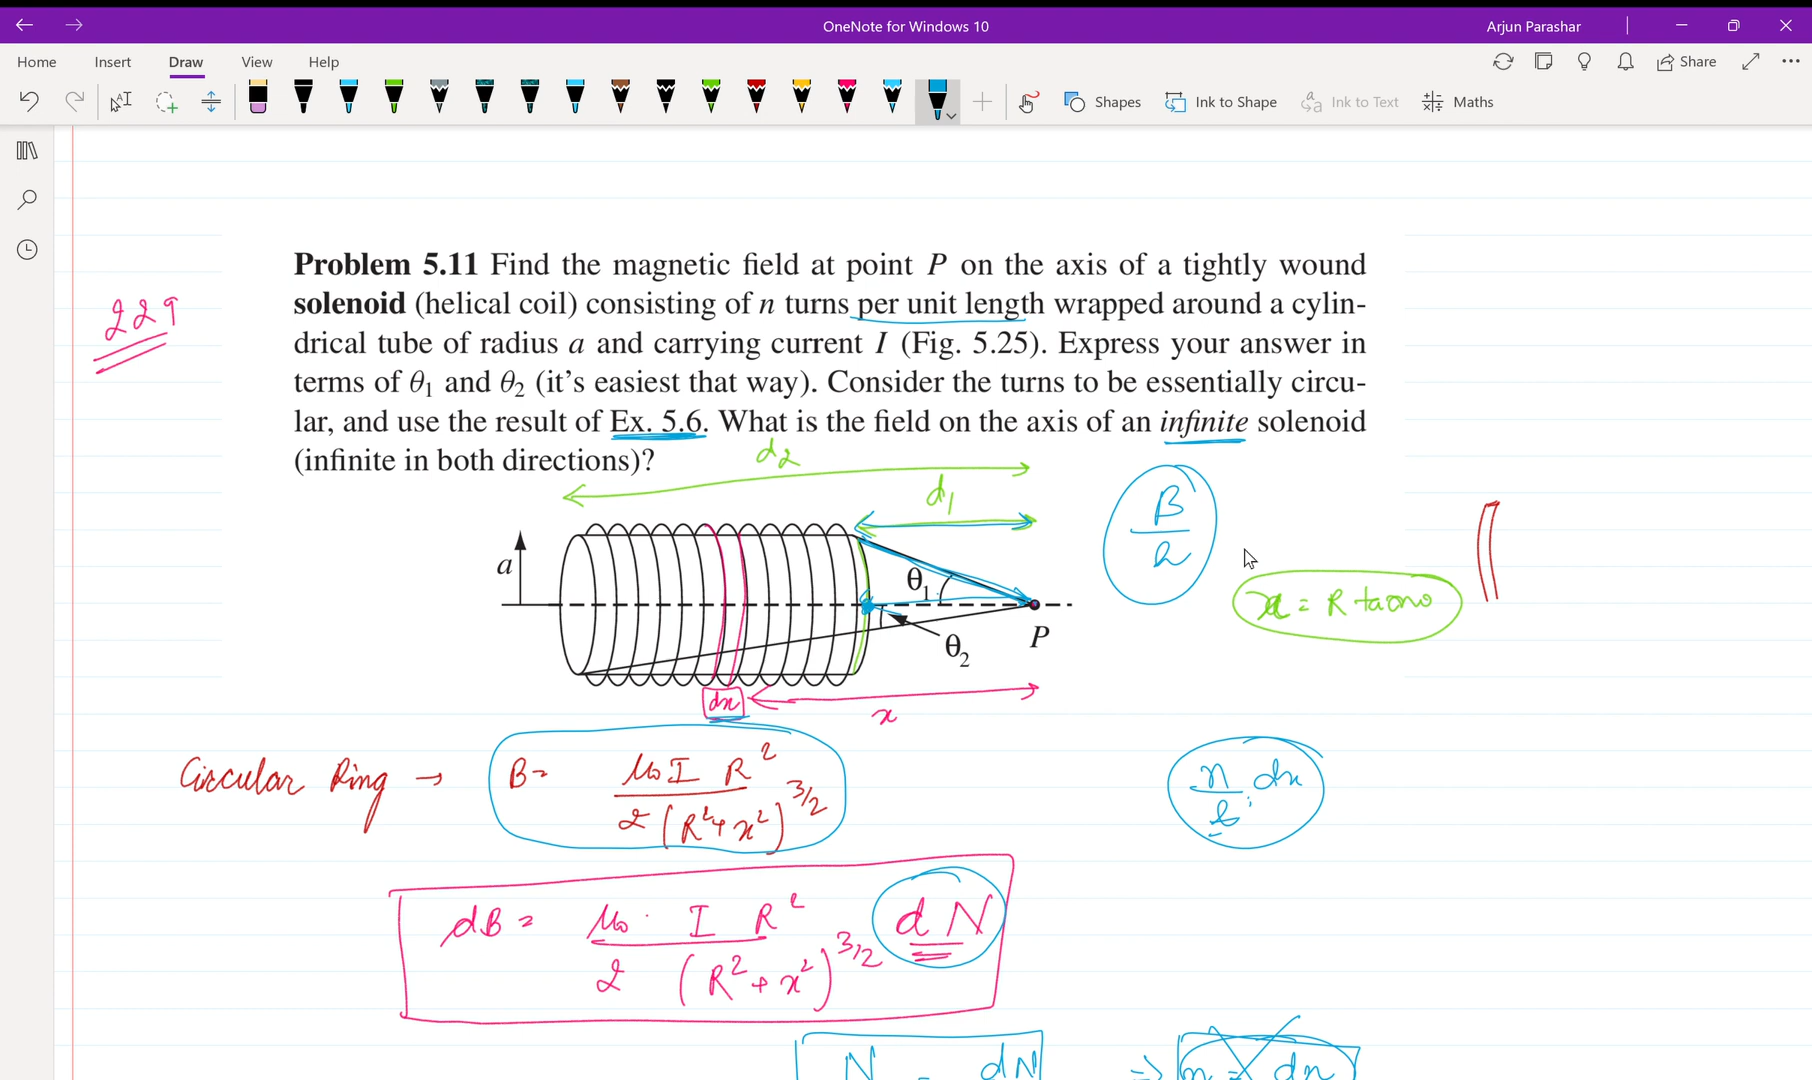 OneNote for Windows 10
Arjun Parashar
Home Insert Draw View Help
Share
Shapes Ink to Shape Ink to Text Maths
229
Problem 5.11 Find the magnetic field at point P on the axis of a tightly wound
solenoid (helical coil) consisting of n turns per unit length wrapped around a cylin-
drical tube of radius a and carrying current I (Fig. 5.25). Express your answer in
terms of θ₁ and θ₂ (it's easiest that way). Consider the turns to be essentially circu-
lar, and use the result of Ex. 5.6. What is the field on the axis of an infinite solenoid
(infinite in both directions)?
d₂
d₁
a
θ₁
θ₂
P
x = R tan
dx
x
Circular Ring → B = μ₀ I R² / 2 (R² + x²)^3/2
dx
dB = μ₀ I R² / 2 (R² + x²)^3/2 dN
N dN
⇒